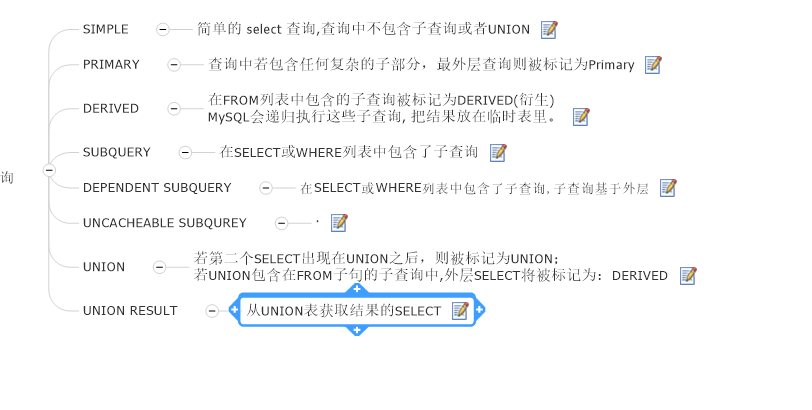 SIMPLE 简单的 select 查询,查询中不包含子查询或者UNION
PRIMARY 查询中若包含任何复杂的子部分，最外层查询则被标记为Primary
DERIVED 在FROM列表中包含的子查询被标记为DERIVED(衍生)
MySQL会递归执行这些子查询, 把结果放在临时表里。
SUBQUERY 在SELECT或WHERE列表中包含了子查询
询
DEPENDENT SUBQUERY 在SELECT或WHERE列表中包含了子查询,子查询基于外层
UNCACHEABLE SUBQUREY .
UNION 若第二个SELECT出现在UNION之后，则被标记为UNION；
若UNION包含在FROM子句的子查询中,外层SELECT将被标记为：DERIVED
UNION RESULT 从UNION表获取结果的SELECT